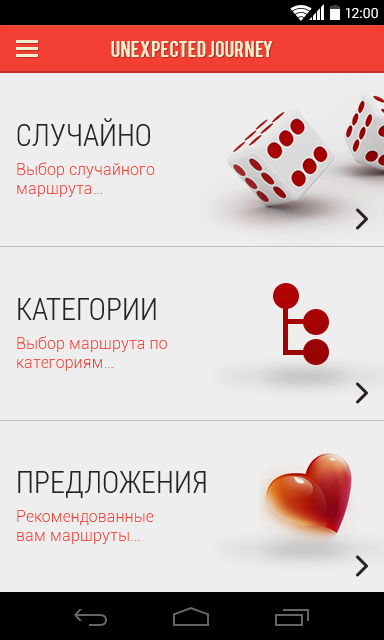 12:00
UNEXPECTED JOURNEY
СЛУЧАЙНО
Выбор случайного
маршрута...
КАТЕГОРИИ
Выбор маршрута по
категориям...
ПРЕДЛОЖЕНИЯ
Рекомендованные
вам маршруты...